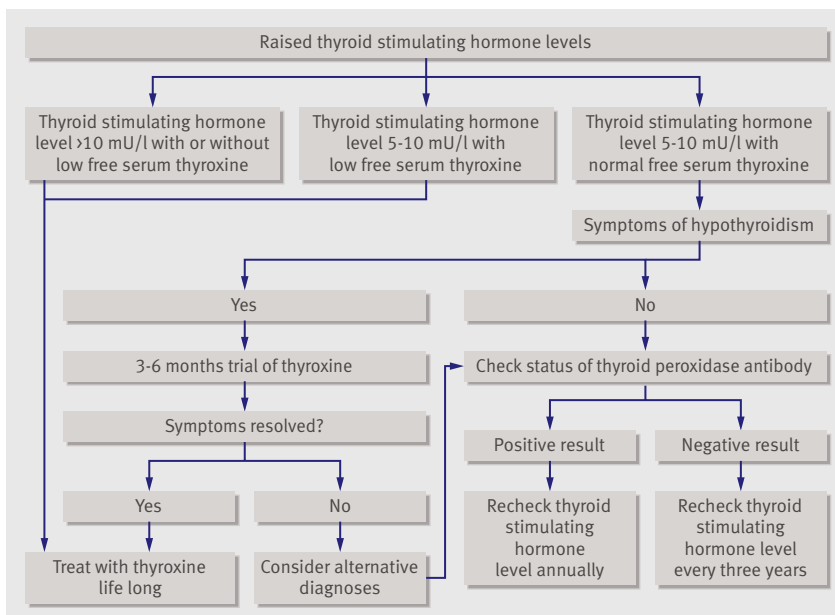 Raised thyroid stimulating hormone levels
Thyroid stimulating hormone
level >10 mU/l with or without
low free serum thyroxine
Thyroid stimulating hormone
level 5-10 mU/l with
low free serum thyroxine
Thyroid stimulating hormone
level 5-10 mU/l with
normal free serum thyroxine
Symptoms of hypothyroidism
Yes
No
3-6 months trial of thyroxine
Check status of thyroid peroxidase antibody
Symptoms resolved?
Positive result
Negative result
Yes
No
Recheck thyroid
stimulating
hormone
level annually
Recheck thyroid
stimulating
hormone level
every three years
Treat with thyroxine
life long
Consider alternative
diagnoses